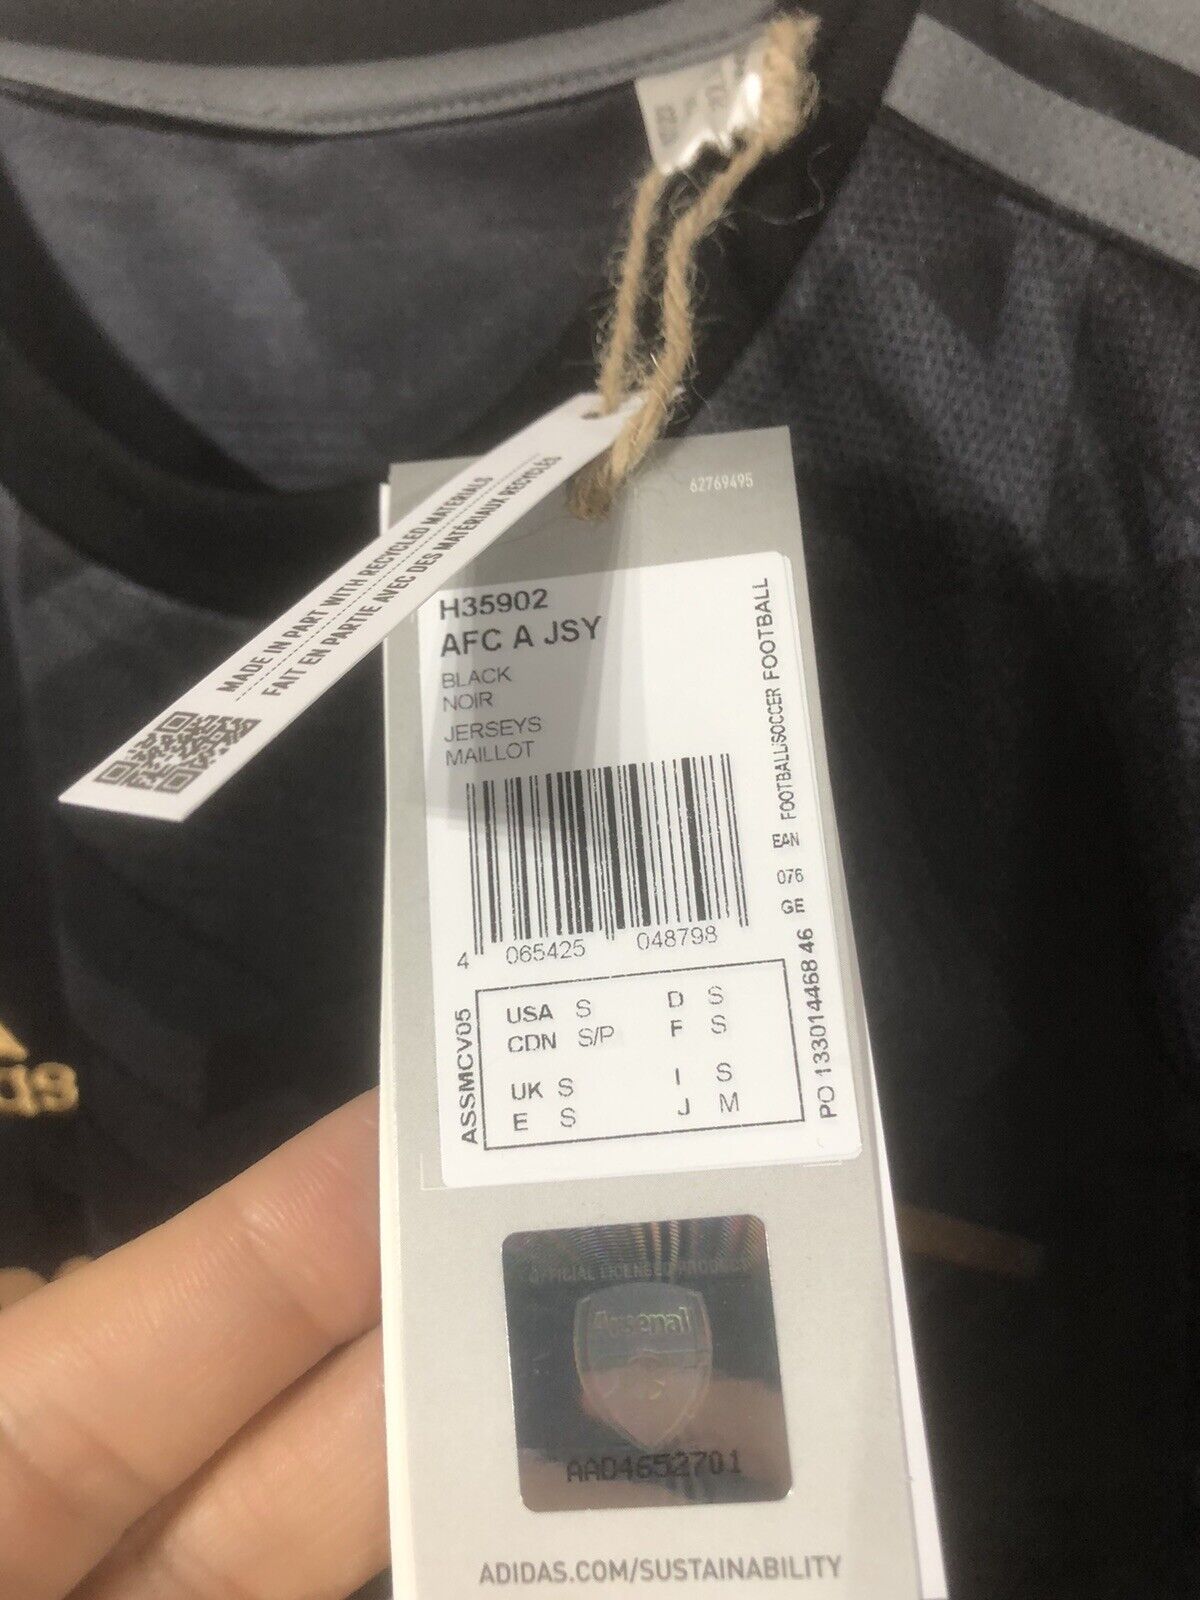 62769495
MADE IN PART WITH RECYCLED MATERIALS
FAIT EN PARTIE AVEC DES MATÉRIAUX RECYCLÉS
H35902
AFC A JSY
BLACK
NOIR
JERSEYS
MAILLOT
4 065425 048798
EAN FOOTBALL/SOCCER FOOTBALL
076
GE
PO 133014468 46
ASSMCV05
USA S D S
CDN S/P F S
UK S I S
E S J M
OFFICIAL LICENSED PRODUCT
Arsenal
AAD4652701
ADIDAS.COM/SUSTAINABILITY